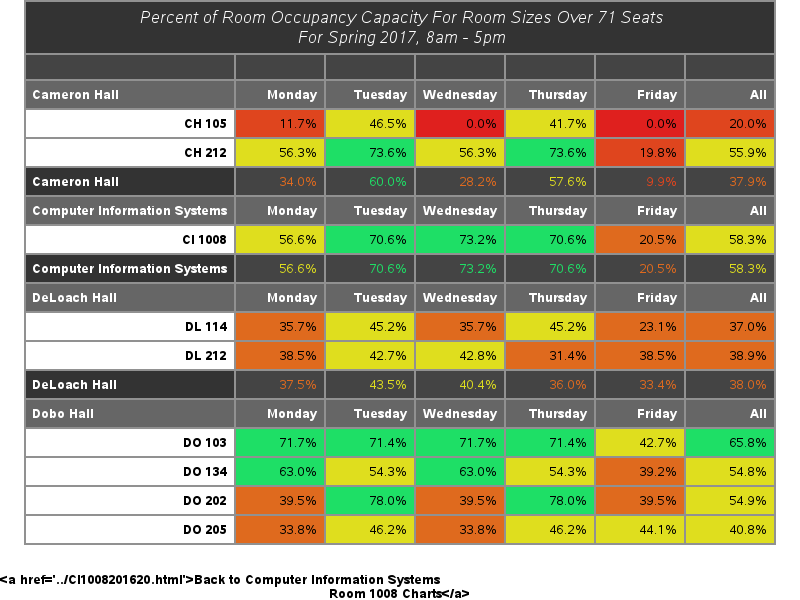 Percent of Room Occupancy Capacity For Room Sizes Over 71 Seats
For Spring 2017, 8am - 5pm
Cameron Hall Monday Tuesday Wednesday Thursday Friday All
CH 105 11.7% 46.5% 0.0% 41.7% 0.0% 20.0%
CH 212 56.3% 73.6% 56.3% 73.6% 19.8% 55.9%
Cameron Hall 34.0% 60.0% 28.2% 57.6% 9.9% 37.9%
Computer Information Systems Monday Tuesday Wednesday Thursday Friday All
CI 1008 56.6% 70.6% 73.2% 70.6% 20.5% 58.3%
Computer Information Systems 56.6% 70.6% 73.2% 70.6% 20.5% 58.3%
DeLoach Hall Monday Tuesday Wednesday Thursday Friday All
DL 114 35.7% 45.2% 35.7% 45.2% 23.1% 37.0%
DL 212 38.5% 42.7% 42.8% 31.4% 38.5% 38.9%
DeLoach Hall 37.5% 43.5% 40.4% 36.0% 33.4% 38.0%
Dobo Hall Monday Tuesday Wednesday Thursday Friday All
DO 103 71.7% 71.4% 71.7% 71.4% 42.7% 65.8%
DO 134 63.0% 54.3% 63.0% 54.3% 39.2% 54.8%
DO 202 39.5% 78.0% 39.5% 78.0% 39.5% 54.9%
DO 205 33.8% 46.2% 33.8% 46.2% 44.1% 40.8%
<a href='../CI1008201620.html'>Back to Computer Information Systems
Room 1008 Charts</a>